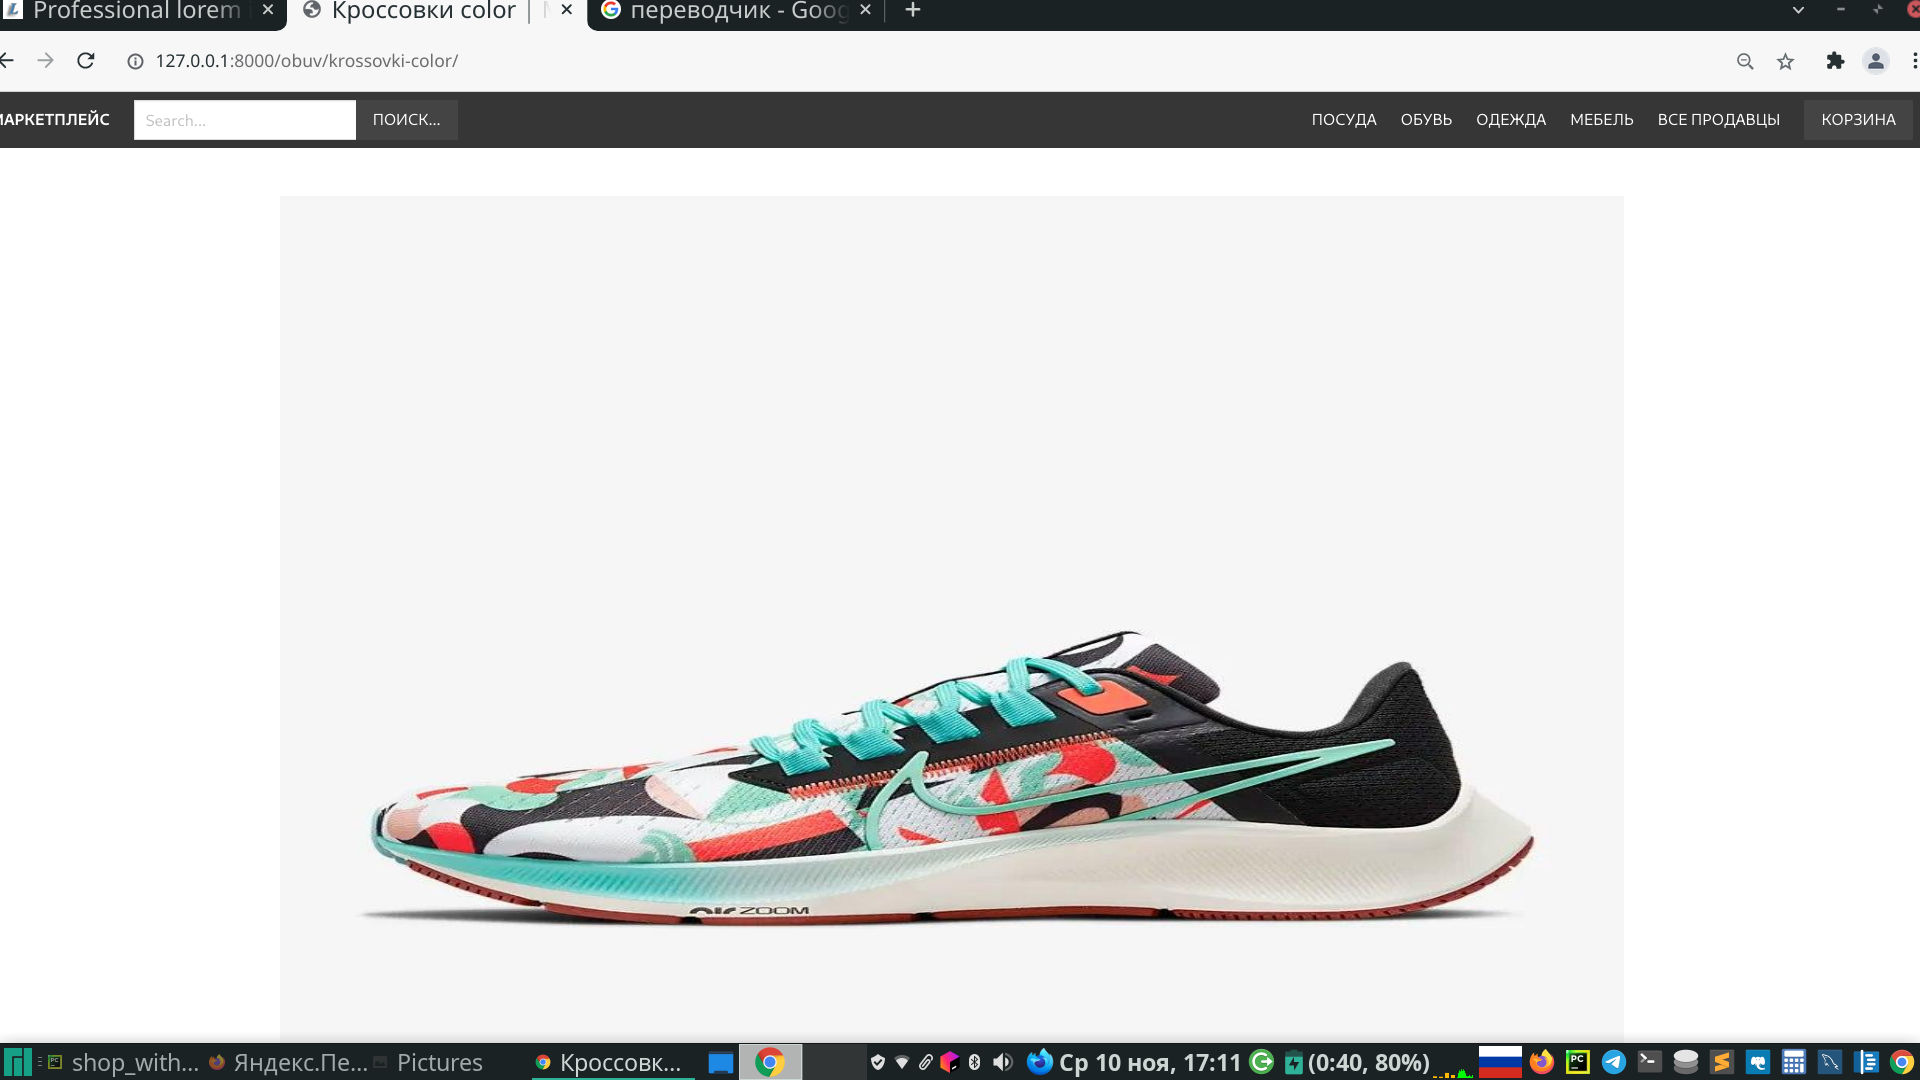 Professional lorem
Кроссовки color
переводчик - Goog
127.0.0.1:8000/obuv/krossovki-color/
МАРКЕТПЛЕЙС
Search...
ПОИСК...
ПОСУДА
ОБУВЬ
ОДЕЖДА
МЕБЕЛЬ
ВСЕ ПРОДАВЦЫ
КОРЗИНА
air ZOOM
shop_with...
Яндекс.Пе...
Pictures
Кроссовк...
Ср 10 ноя, 17:11
(0:40, 80%)